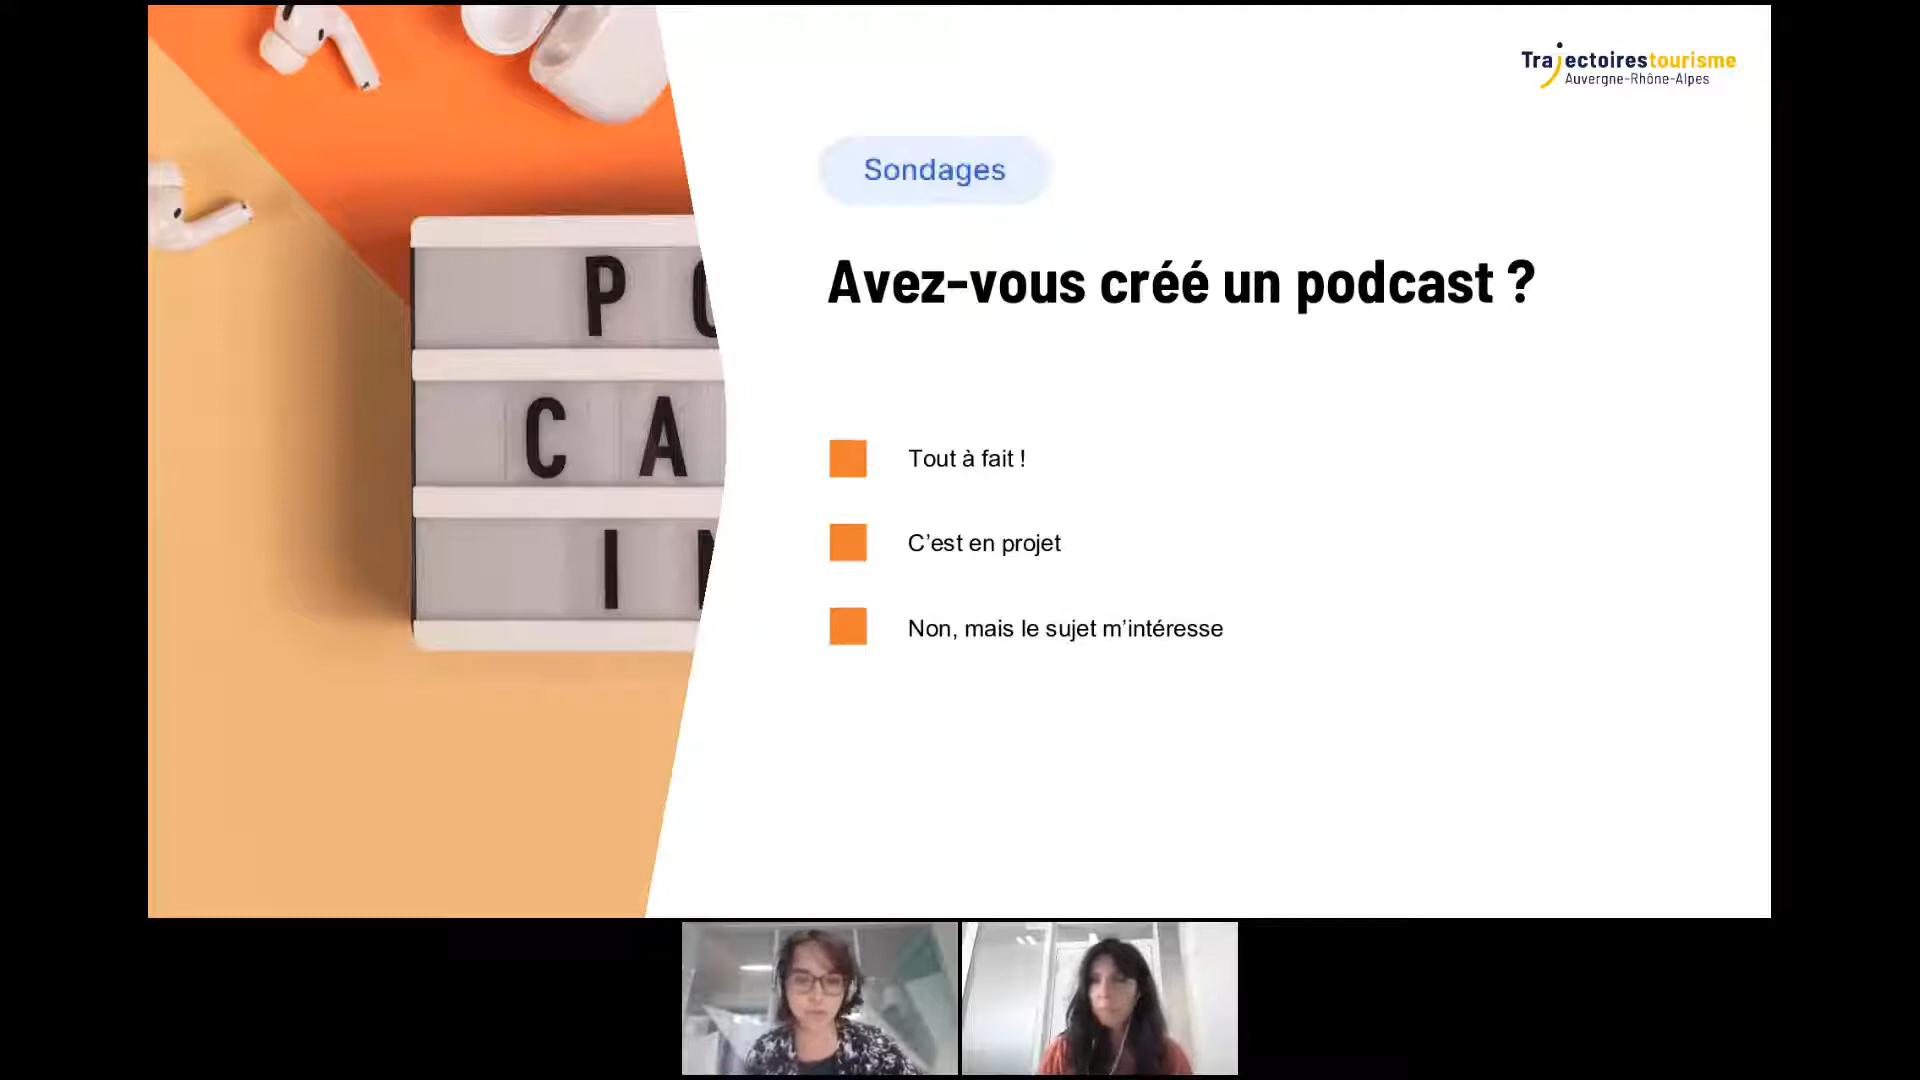 Trajectoirestourisme
Auvergne-Rhône-Alpes
Sondages
Avez-vous créé un podcast ?
Tout à fait !
C’est en projet
Non, mais le sujet m’intéresse
P O
C A
I